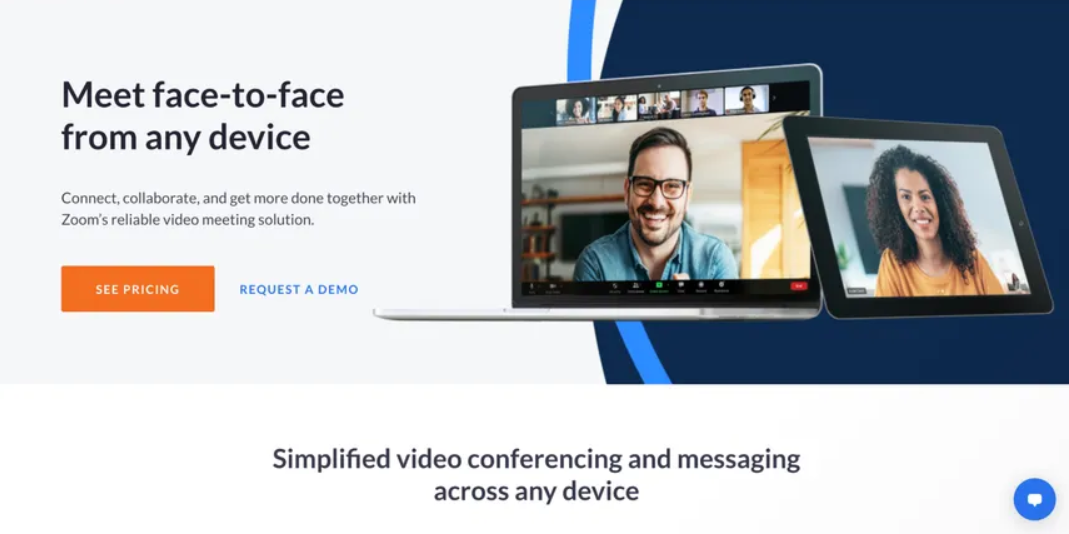 Meet face-to-face
from any device
Connect, collaborate, and get more done together with
Zoom's reliable video meeting solution.
SEE PRICING
REQUEST A DEMO
Simplified video conferencing and messaging
across any device